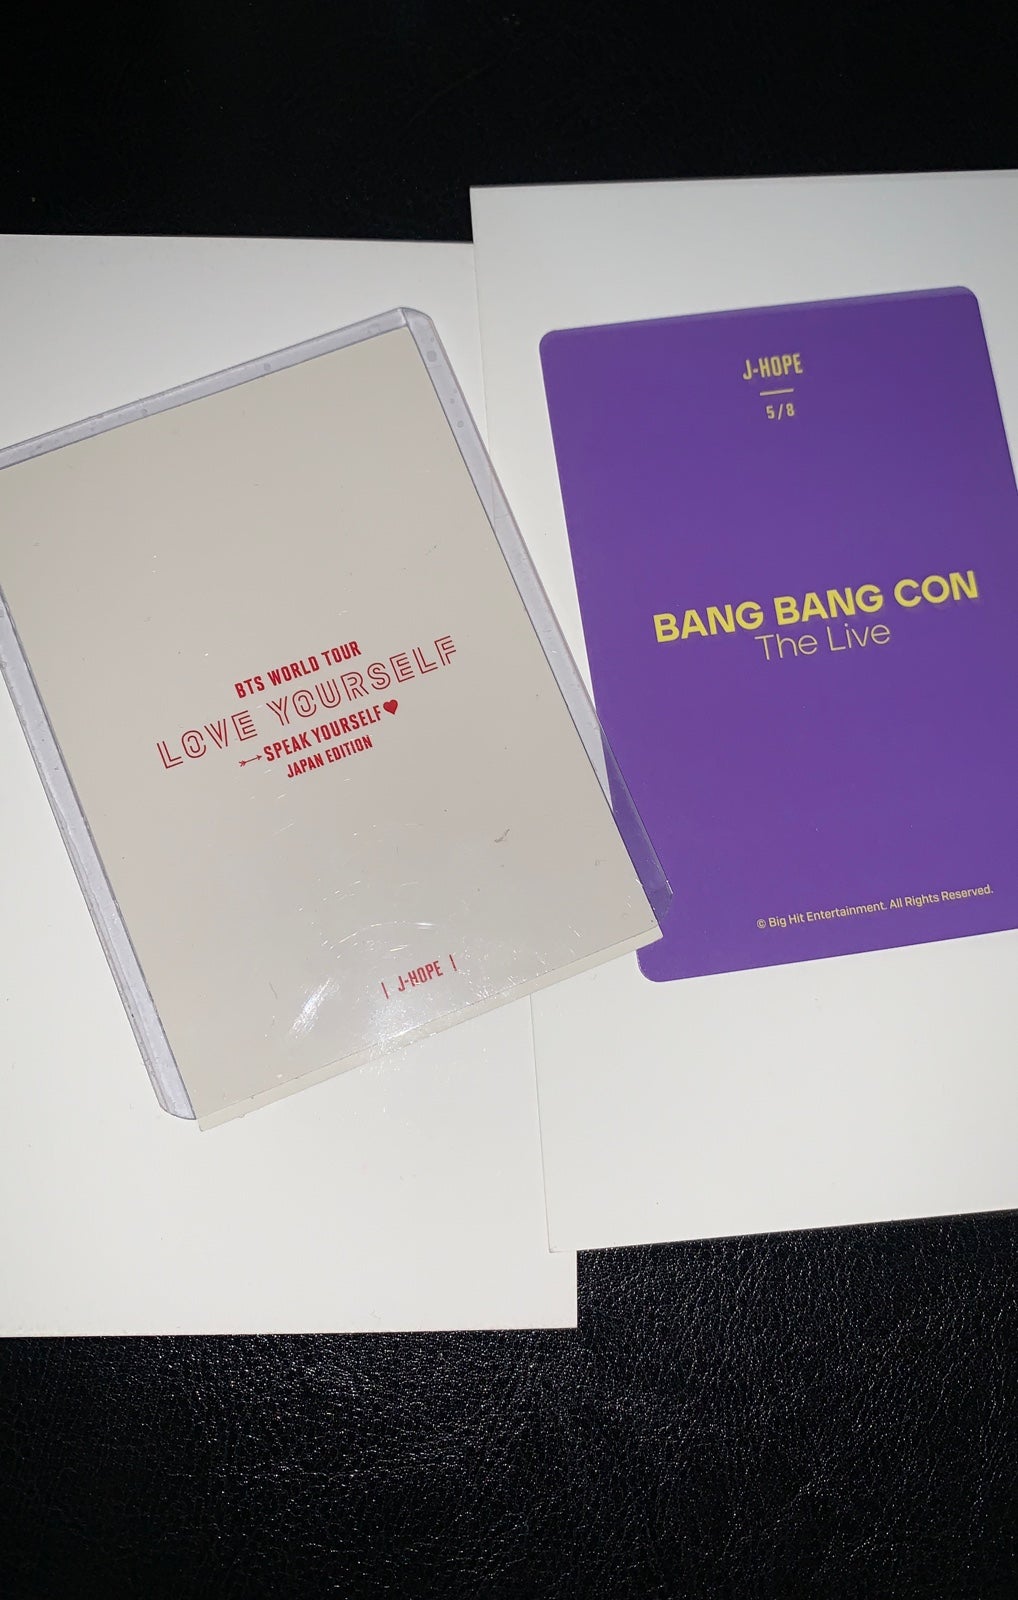 BTS WORLD TOUR
LOVE YOURSELF
SPEAK YOURSELF
JAPAN EDITION
| J-HOPE |
J-HOPE
5/8
BANG BANG CON
The Live
© Big Hit Entertainment. All Rights Reserved.